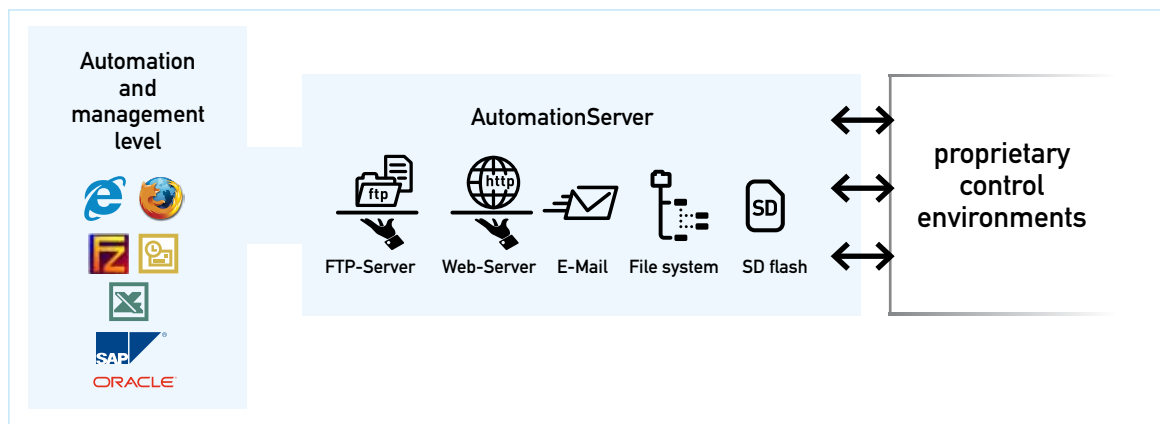 Automation
and
management
level
Fz
SAP
®
ORACLE
AutomationServer
ftp
http
SD
FTP-Server
Web-Server
E-Mail
File system
SD flash
proprietary
control
environments